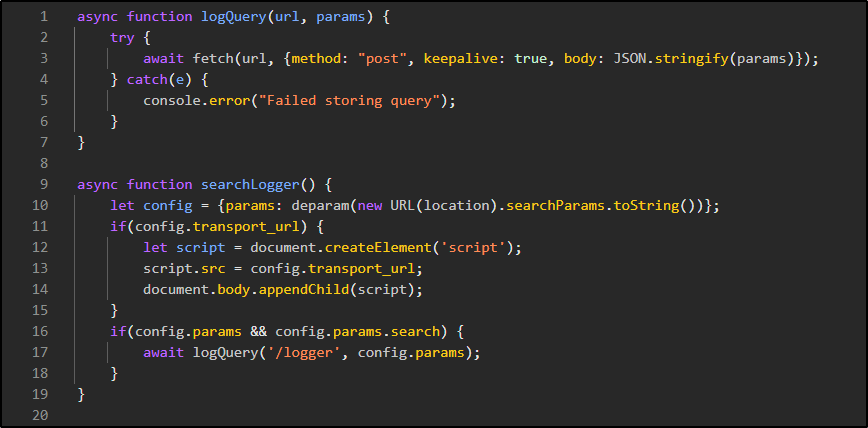 1 async function logQuery(url, params) {
2     try {
3         await fetch(url, {method: "post", keepalive: true, body: JSON.stringify(params)});
4     } catch(e) {
5         console.error("Failed storing query");
6     }
7 }
8
9 async function searchLogger() {
10     let config = {params: deparam(new URL(location).searchParams.toString())};
11     if(config.transport_url) {
12         let script = document.createElement('script');
13         script.src = config.transport_url;
14         document.body.appendChild(script);
15     }
16     if(config.params && config.params.search) {
17         await logQuery('/logger', config.params);
18     }
19 }
20